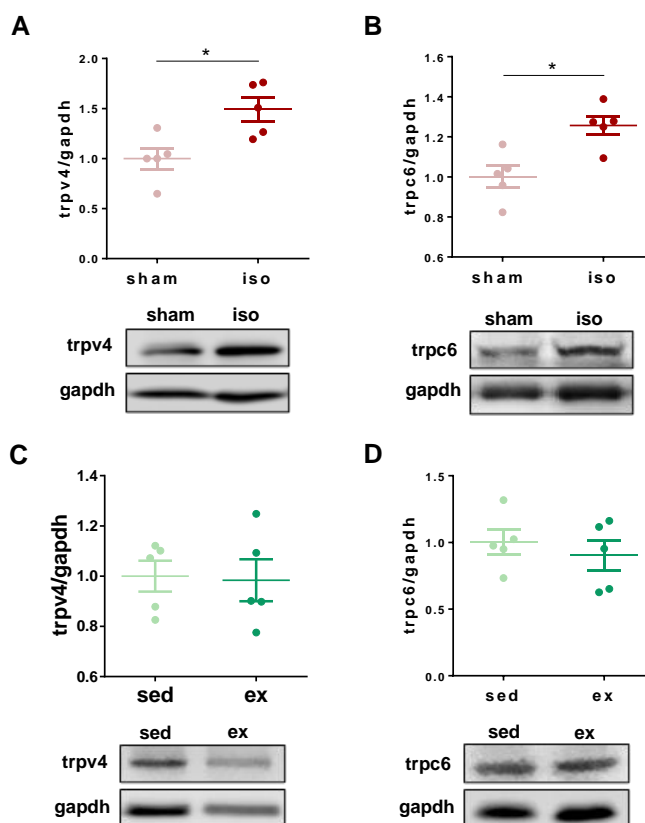 A
trpv4/gapdh
2.0
1.5
1.0
0.5
0.0
*
sham iso
sham iso
trpv4
gapdh
B
trpc6/gapdh
1.6
1.4
1.2
1.0
0.8
0.6
*
sham iso
sham iso
trpc6
gapdh
C
trpv4/gapdh
1.4
1.2
1.0
0.8
0.6
sed ex
sed ex
trpv4
gapdh
D
trpc6/gapdh
1.5
1.0
0.5
0.0
sed ex
sed ex
trpc6
gapdh